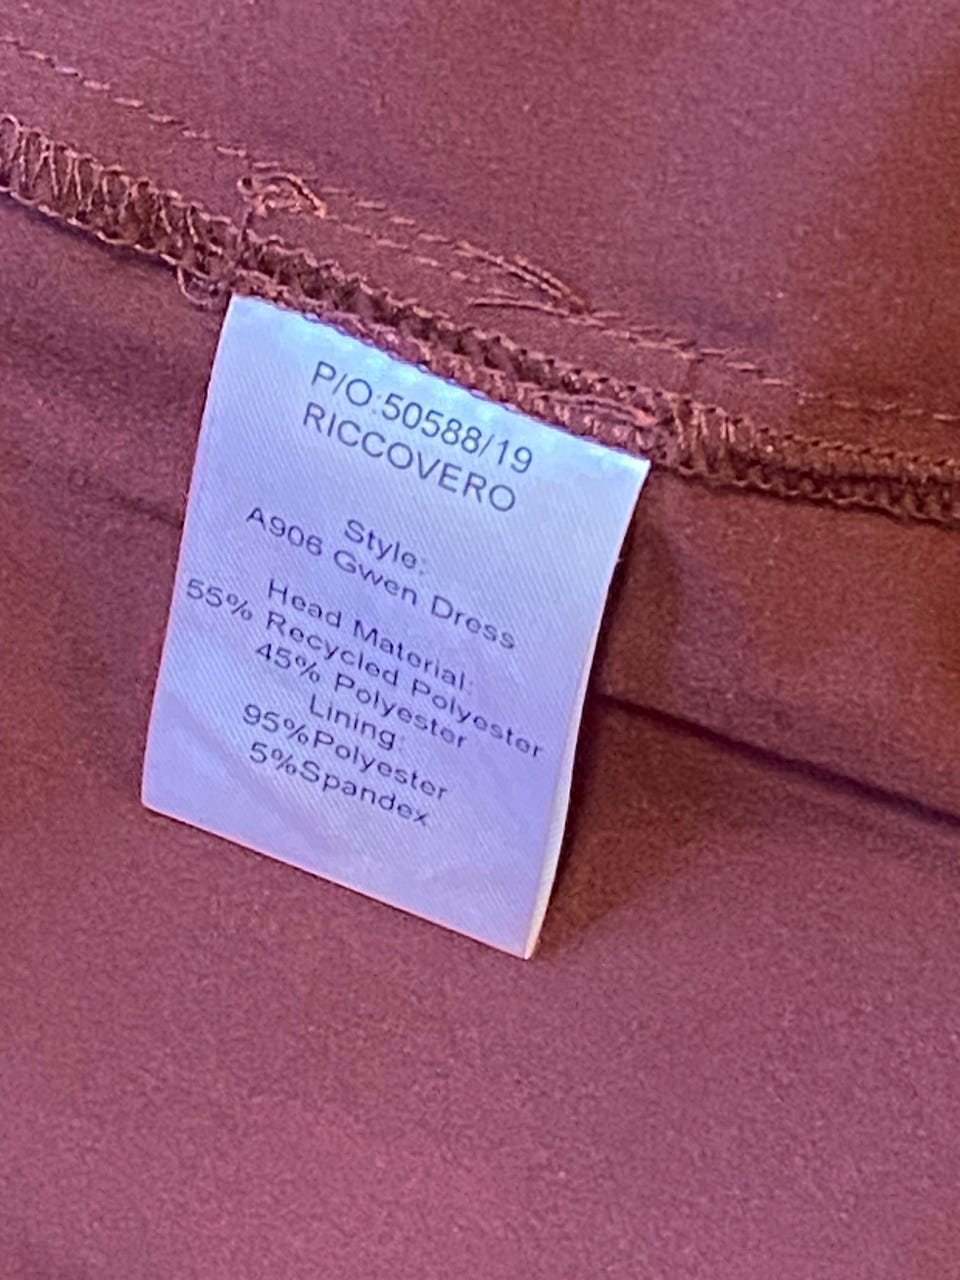 P/O:50588/19
RICCOVERO
Style:
A906 Gwen Dress
Head Material:
55% Recycled Polyester
45% Polyester
Lining:
95%Polyester
5%Spandex